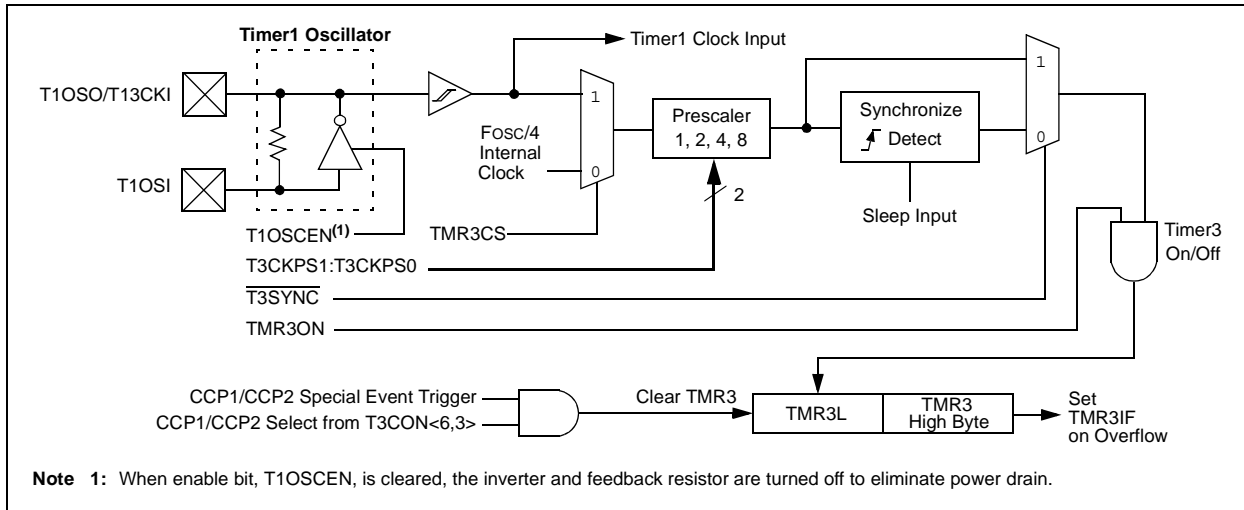 Timer1 Oscillator
Timer1 Clock Input
T1OSO/T13CKI
T1OSI
FOSC/4
Internal
Clock
1
0
Prescaler
1, 2, 4, 8
2
Synchronize
Detect
1
0
Sleep Input
T1OSCEN(1)
TMR3CS
T3CKPS1:T3CKPS0
T3SYNC
TMR3ON
Timer3
On/Off
CCP1/CCP2 Special Event Trigger
CCP1/CCP2 Select from T3CON<6,3>
Clear TMR3
TMR3L
TMR3
High Byte
Set
TMR3IF
on Overflow
Note 1: When enable bit, T1OSCEN, is cleared, the inverter and feedback resistor are turned off to eliminate power drain.